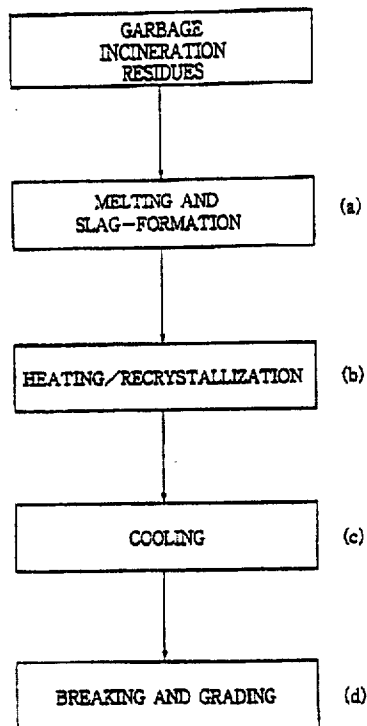 GARBAGE
INCINERATION
RESIDUES
MELTING AND
SLAG-FORMATION
(a)
HEATING/RECRYSTALLIZATION
(b)
COOLING
(c)
BREAKING AND GRADING
(d)